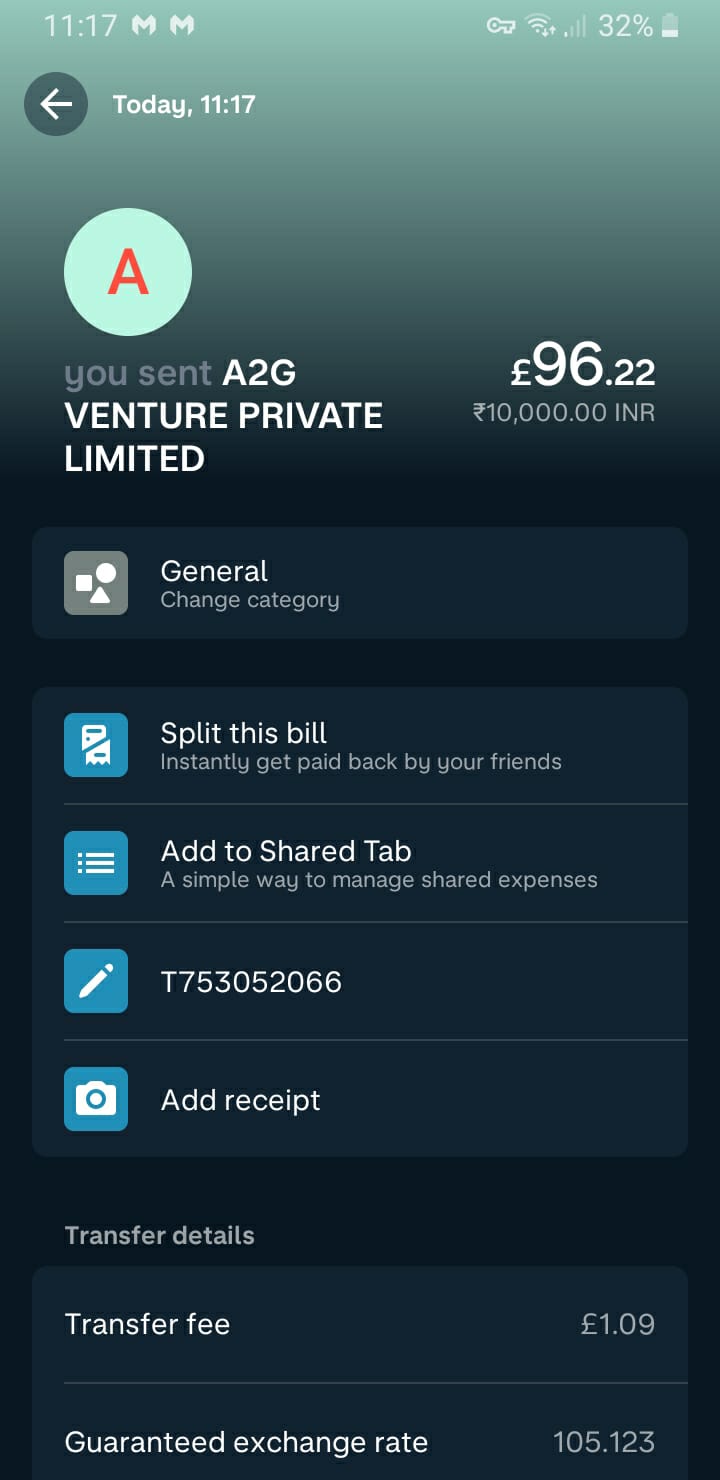 11:17
32%
Today, 11:17
A
you sent A2G
VENTURE PRIVATE
LIMITED
£96.22
₹10,000.00 INR
General
Change category
Split this bill
Instantly get paid back by your friends
Add to Shared Tab
A simple way to manage shared expenses
T753052066
Add receipt
Transfer details
Transfer fee
£1.09
Guaranteed exchange rate
105.123